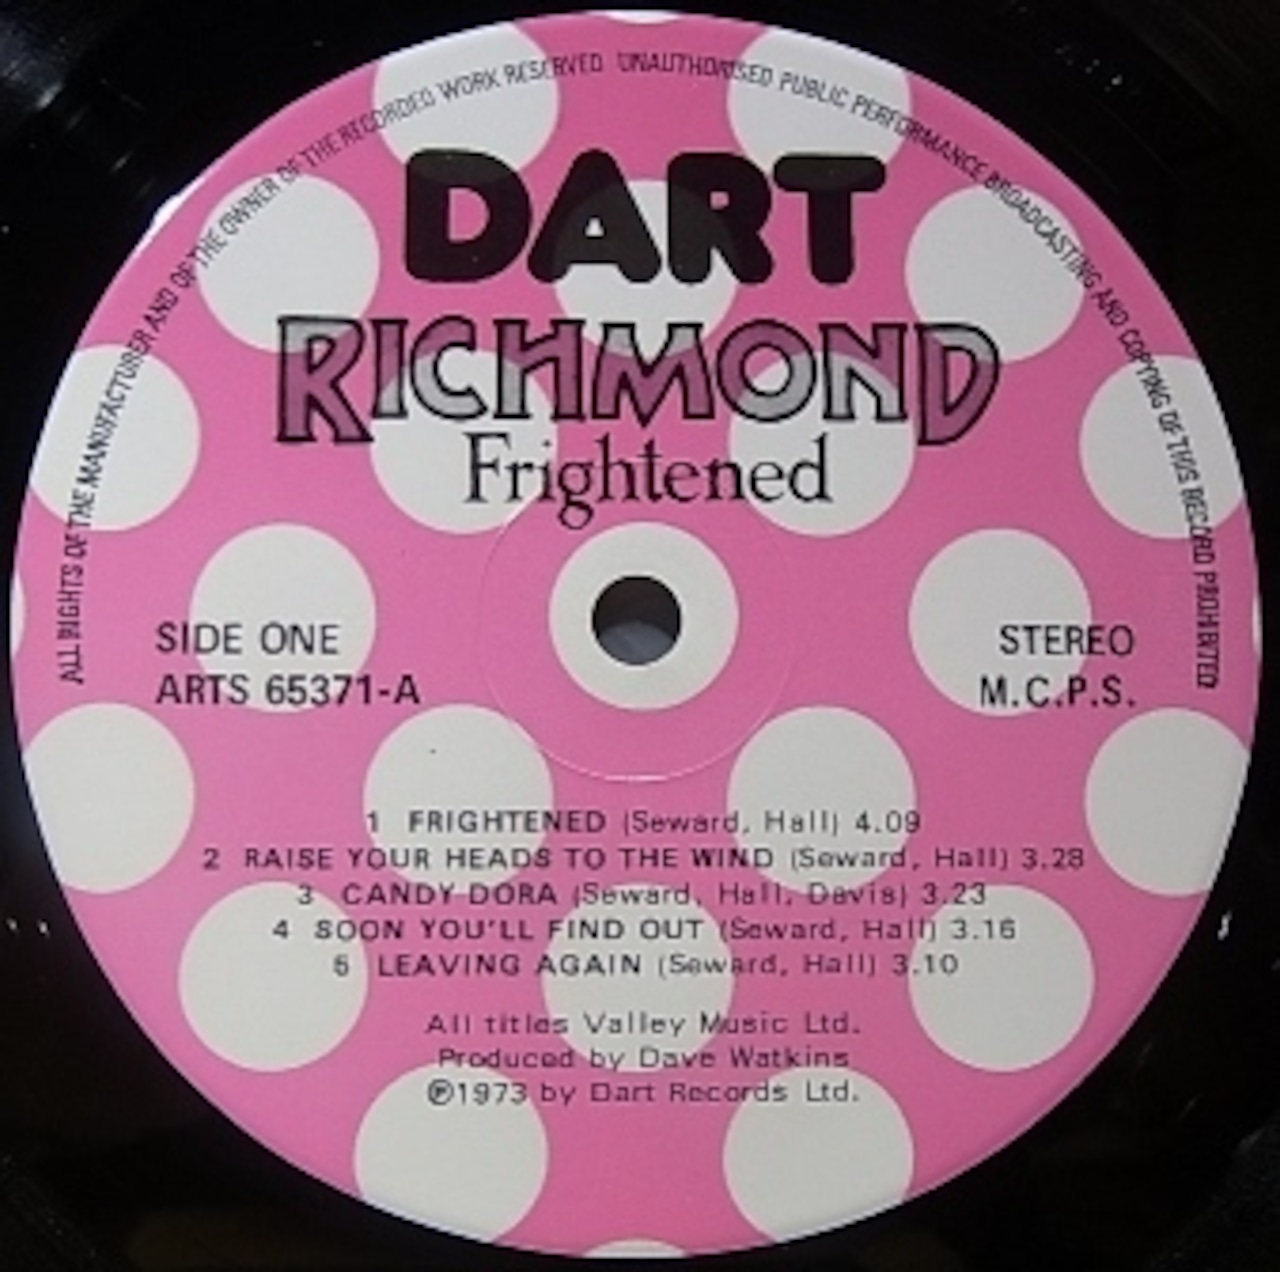 ALL RIGHTS OF THE MANUFACTURER AND OF THE OWNER OF THE RECORDED WORK RESERVED UNAUTHORISED PUBLIC PERFORMANCE BROADCASTING AND COPYING OF THIS RECORD PROHIBITED
DART
RICHMOND
Frightened
SIDE ONE
ARTS 65371-A
STEREO
M.C.P.S.
1 FRIGHTENED (Seward, Hall) 4.09
2 RAISE YOUR HEADS TO THE WIND (Seward, Hall) 3.28
3 CANDY DORA (Seward, Hall, Davis) 3.23
4 SOON YOU'LL FIND OUT (Seward, Hall) 3.16
5 LEAVING AGAIN (Seward, Hall) 3.10
All titles Valley Music Ltd.
Produced by Dave Watkins
℗1973 by Dart Records Ltd.